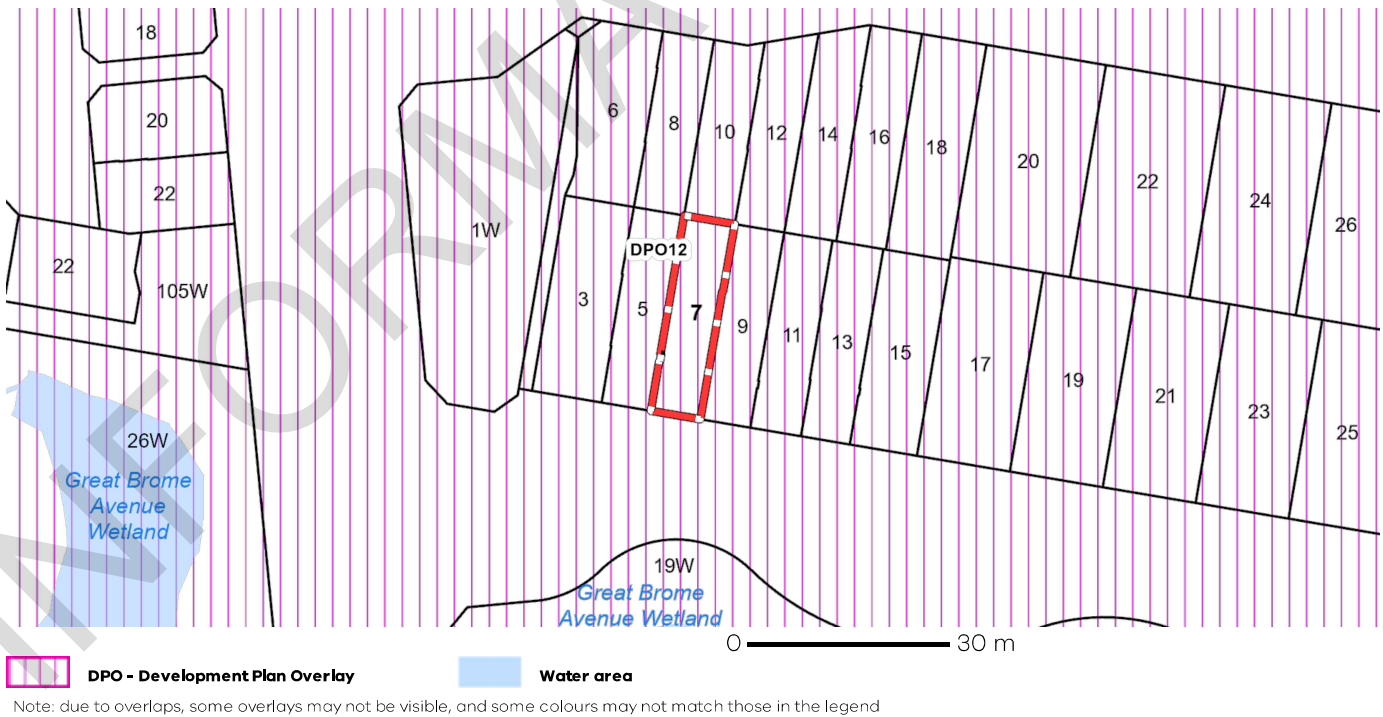 18
20
22
22
105W
26W
Great Brome
Avenue
Wetland
1W
6
8
10
12
14
16
18
20
22
24
26
DPO12
3
5
7
9
11
13
15
17
19
21
23
25
19W
Great Brome
Avenue Wetland
0 30 m
DPO - Development Plan Overlay
Water area
Note: due to overlaps, some overlays may not be visible, and some colours may not match those in the legend
INFORMA